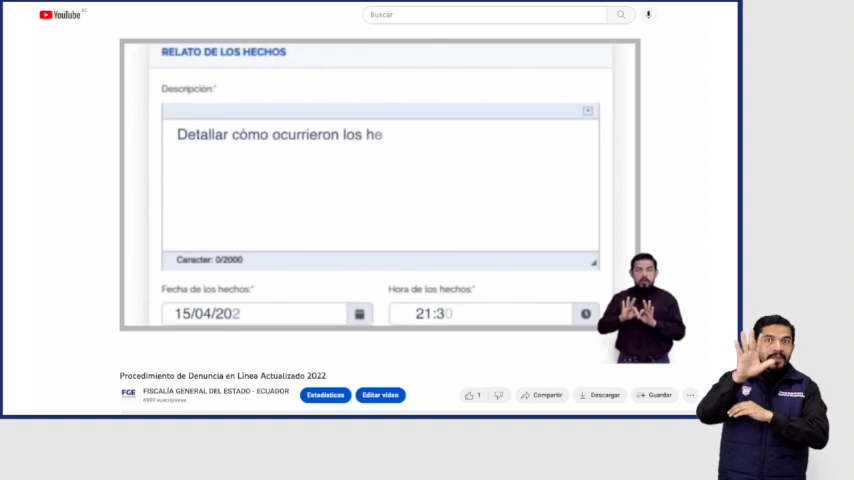 YouTube EC
Buscar
RELATO DE LOS HECHOS
Descripción:*
Detallar cómo ocurrieron los he
Caracter: 0/2000
Fecha de los hechos:*
Hora de los hechos:*
15/04/202
21:30
Procedimiento de Denuncia en Línea Actualizado 2022
FGE
FISCALÍA GENERAL DEL ESTADO - ECUADOR
6990 suscriptores
Estadísticas
Editar video
1
Compartir
Descargar
Guardar